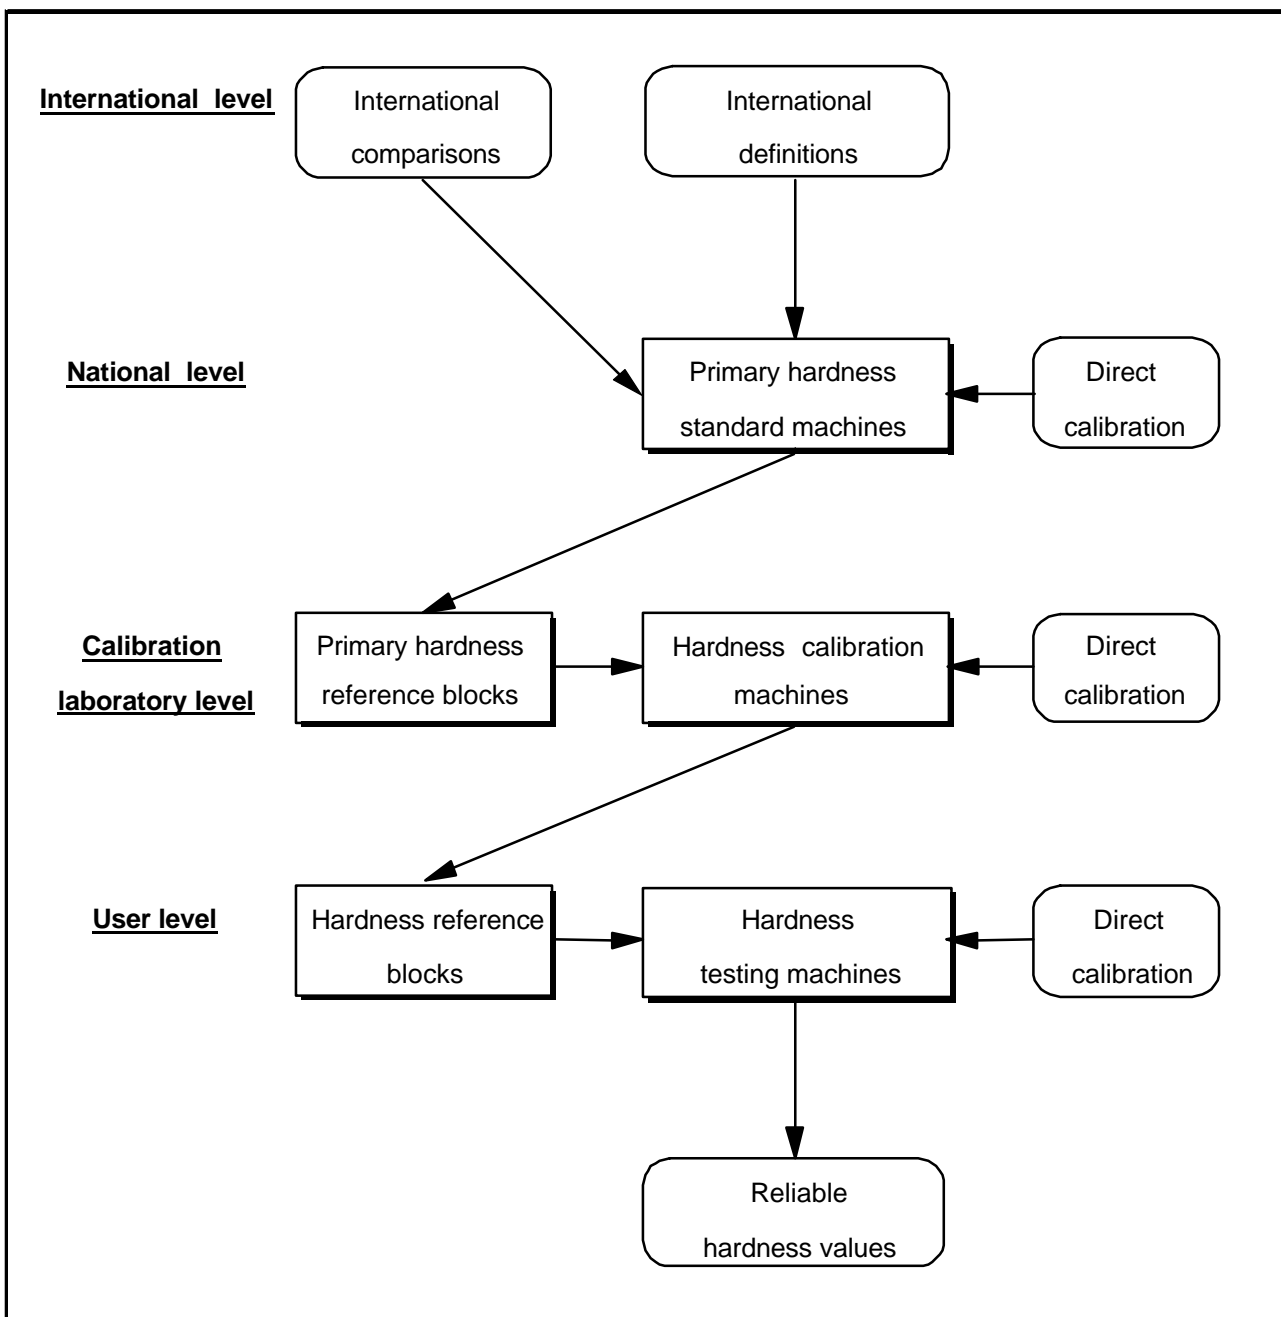 International level
International
comparisons
International
definitions
National level
Primary hardness
standard machines
Direct
calibration
Calibration
laboratory level
Primary hardness
reference blocks
Hardness calibration
machines
Direct
calibration
User level
Hardness reference
blocks
Hardness
testing machines
Direct
calibration
Reliable
hardness values